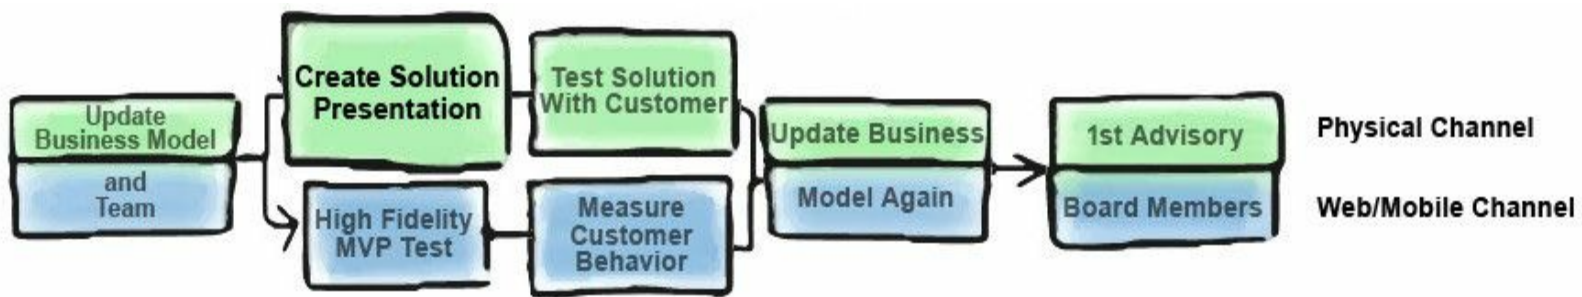 Update
Business Model
and
Team
Create Solution
Presentation
Test Solution
With Customer
High Fidelity
MVP Test
Measure
Customer
Behavior
Update Business
Model Again
1st Advisory
Board Members
Physical Channel
Web/Mobile Channel